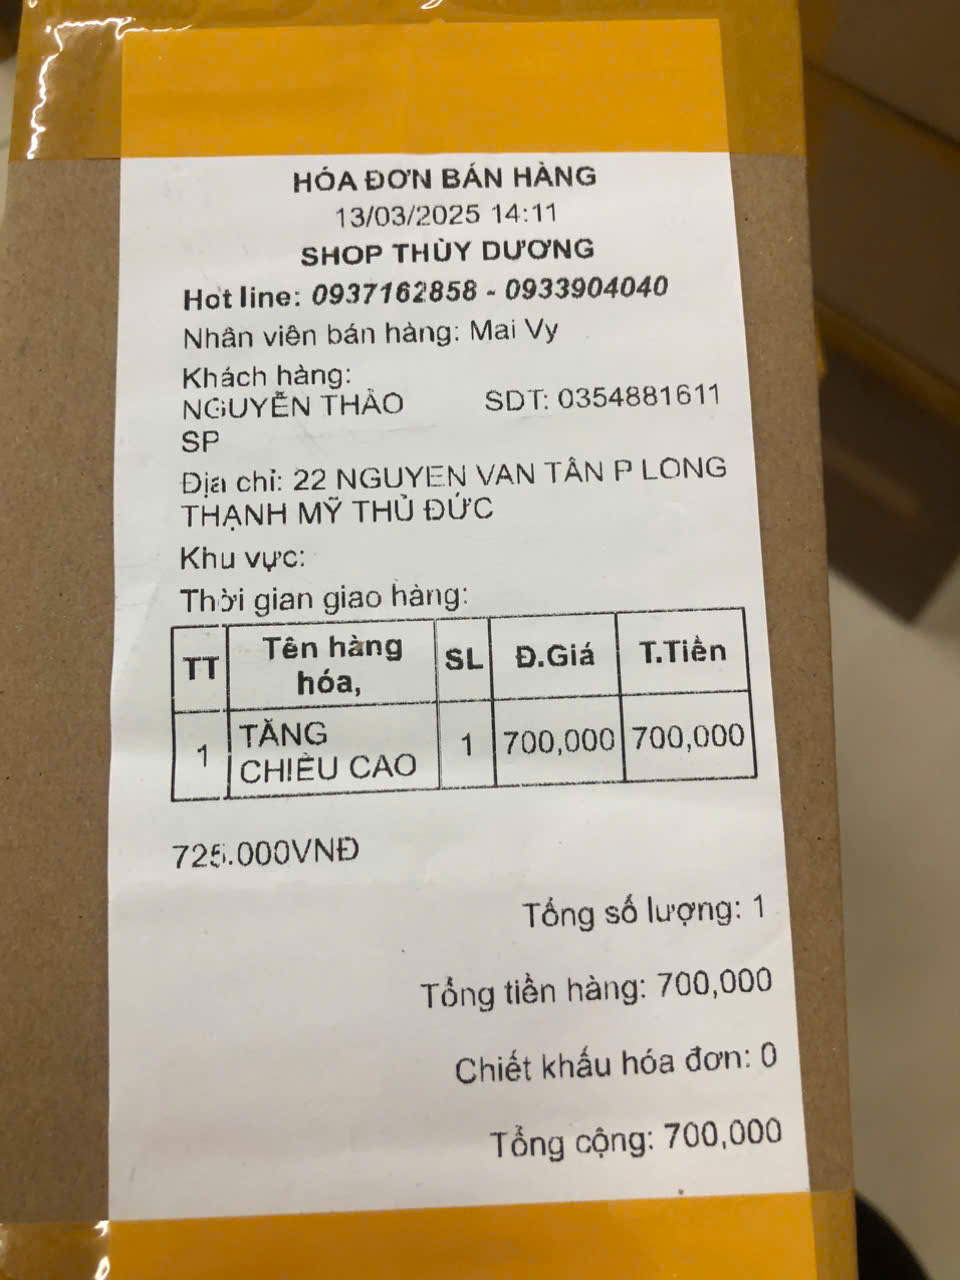 HÓA ĐƠN BÁN HÀNG
13/03/2025 14:11
SHOP THÙY DƯƠNG
Hot line: 0937162858 - 0933904040
Nhân viên bán hàng: Mai Vy
Khách hàng:
NGUYỄN THẢO SDT: 0354881611
SP
Địa chỉ: 22 NGUYEN VAN TÂN P LONG
THẠNH MỸ THỦ ĐỨC
Khu vực:
Thời gian giao hàng:
TT Tên hàng hóa, SL Đ.Giá T.Tiền
1 TĂNG CHIỀU CAO 1 700,000 700,000
725.000VNĐ
Tổng số lượng: 1
Tổng tiền hàng: 700,000
Chiết khấu hóa đơn: 0
Tổng cộng: 700,000